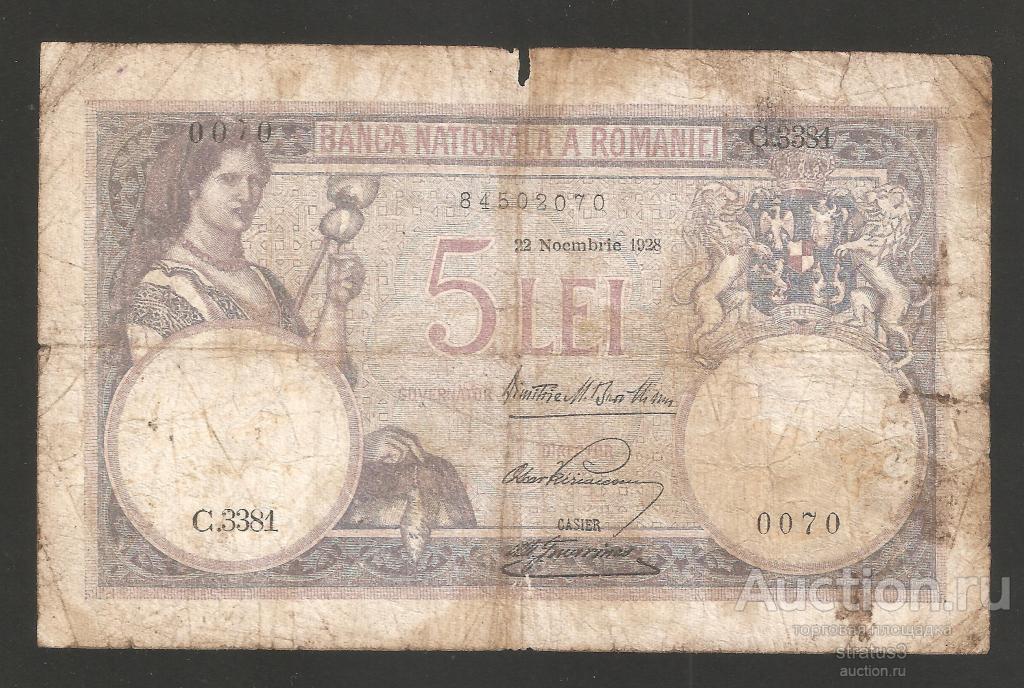 0070
BANCA NATIONALA A ROMANIEI
C.3381
84502070
22 Noembrie 1928
5 LEI
SINE
GUVERNATOR
DIRECTOR
C.3381
CASIER
0070
Auction.ru
торговая площадка
stratus3
auction.ru